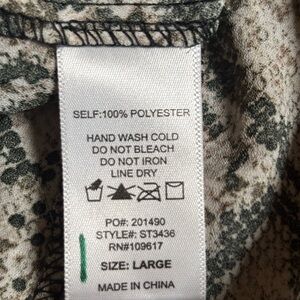 SELF:100% POLYESTER
HAND WASH COLD
DO NOT BLEACH
DO NOT IRON
LINE DRY
PO#: 201490
STYLE#: ST3436
RN#109617
SIZE: LARGE
MADE IN CHINA